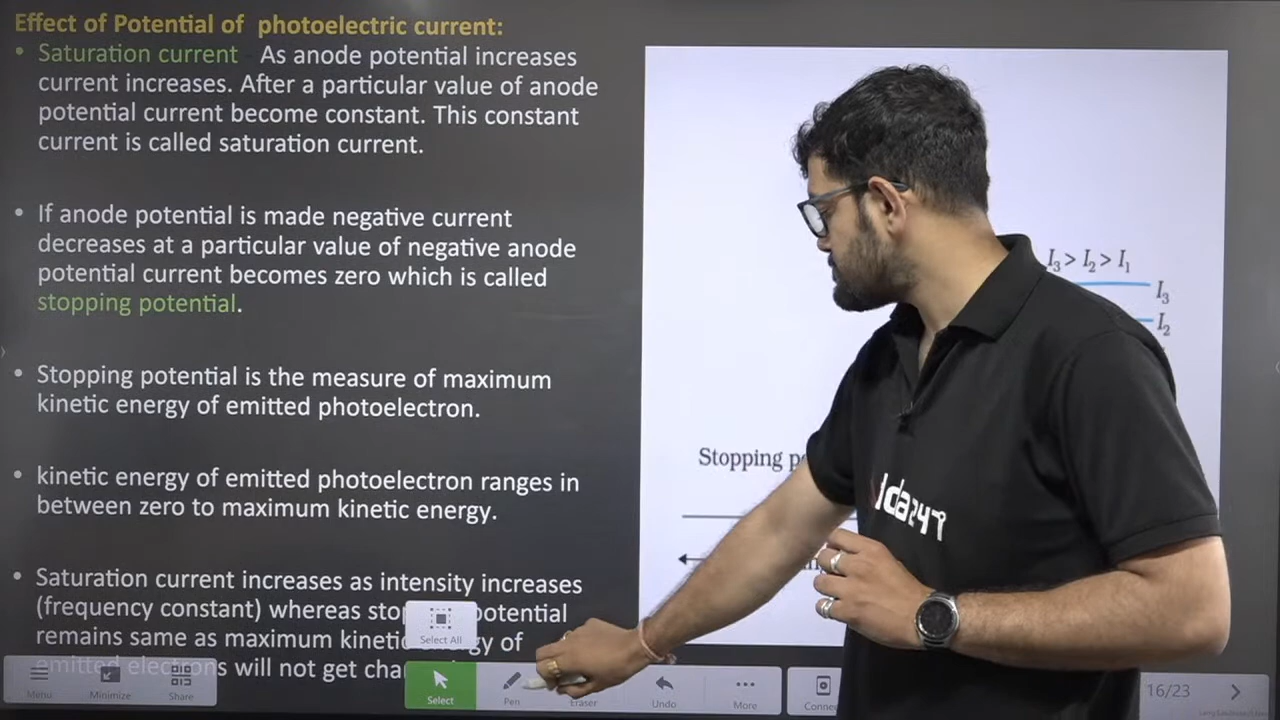 Effect of Potential of photoelectric current:
• Saturation current - As anode potential increases
current increases. After a particular value of anode
potential current become constant. This constant
current is called saturation current.
• If anode potential is made negative current
decreases at a particular value of negative anode
potential current becomes zero which is called
stopping potential.
• Stopping potential is the measure of maximum
kinetic energy of emitted photoelectron.
• kinetic energy of emitted photoelectron ranges in
between zero to maximum kinetic energy.
• Saturation current increases as intensity increases
(frequency constant) whereas potential
remains same as maximum of
emitted electrons will not get
I₃ > I₂ > I₁
I₃
I₂
Stopping
Select All
Menu
Minimize
Share
Select
Pen
Eraser
Undo
More
16/23